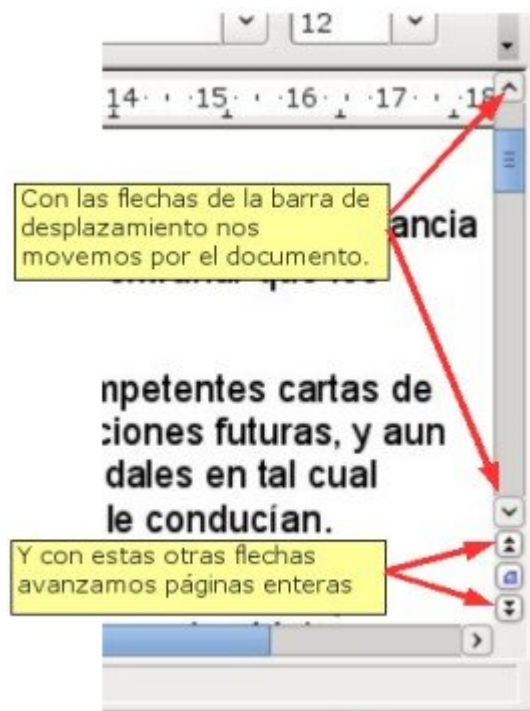 12
14 · 15 · 16 · 17 · 18
Con las flechas de la barra de
desplazamiento nos
movemos por el documento.
ancia
mpetentes cartas de
ciones futuras, y aun
dales en tal cual
le conducían.
Y con estas otras flechas
avanzamos páginas enteras